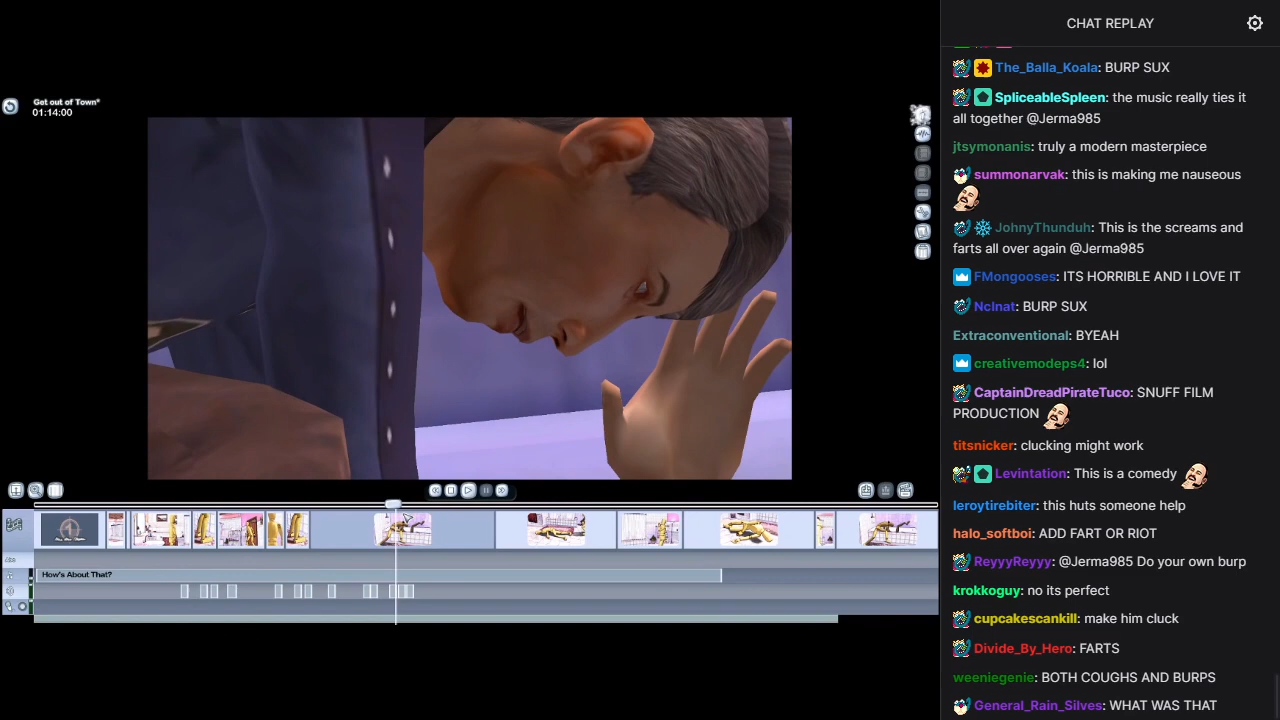 CHAT REPLAY
Get out of Town*
01:14:00
The_Balla_Koala: BURP SUX
SpliceableSpleen: the music really ties it
all together @Jerma985
jtsymonanis: truly a modern masterpiece
summonarvak: this is making me nauseous
JohnyThunduh: This is the screams and
farts all over again @Jerma985
FMongooses: ITS HORRIBLE AND I LOVE IT
NcInat: BURP SUX
Extraconventional: BYEAH
creativemodeps4: lol
CaptainDreadPirateTuco: SNUFF FILM
PRODUCTION
titsnicker: clucking might work
Levintation: This is a comedy
leroytirebiter: this huts someone help
halo_softboi: ADD FART OR RIOT
ReyyyReyyy: @Jerma985 Do your own burp
krokkoguy: no its perfect
cupcakescankill: make him cluck
Divide_By_Hero: FARTS
weeniegenie: BOTH COUGHS AND BURPS
General_Rain_Silves: WHAT WAS THAT
How's About That?